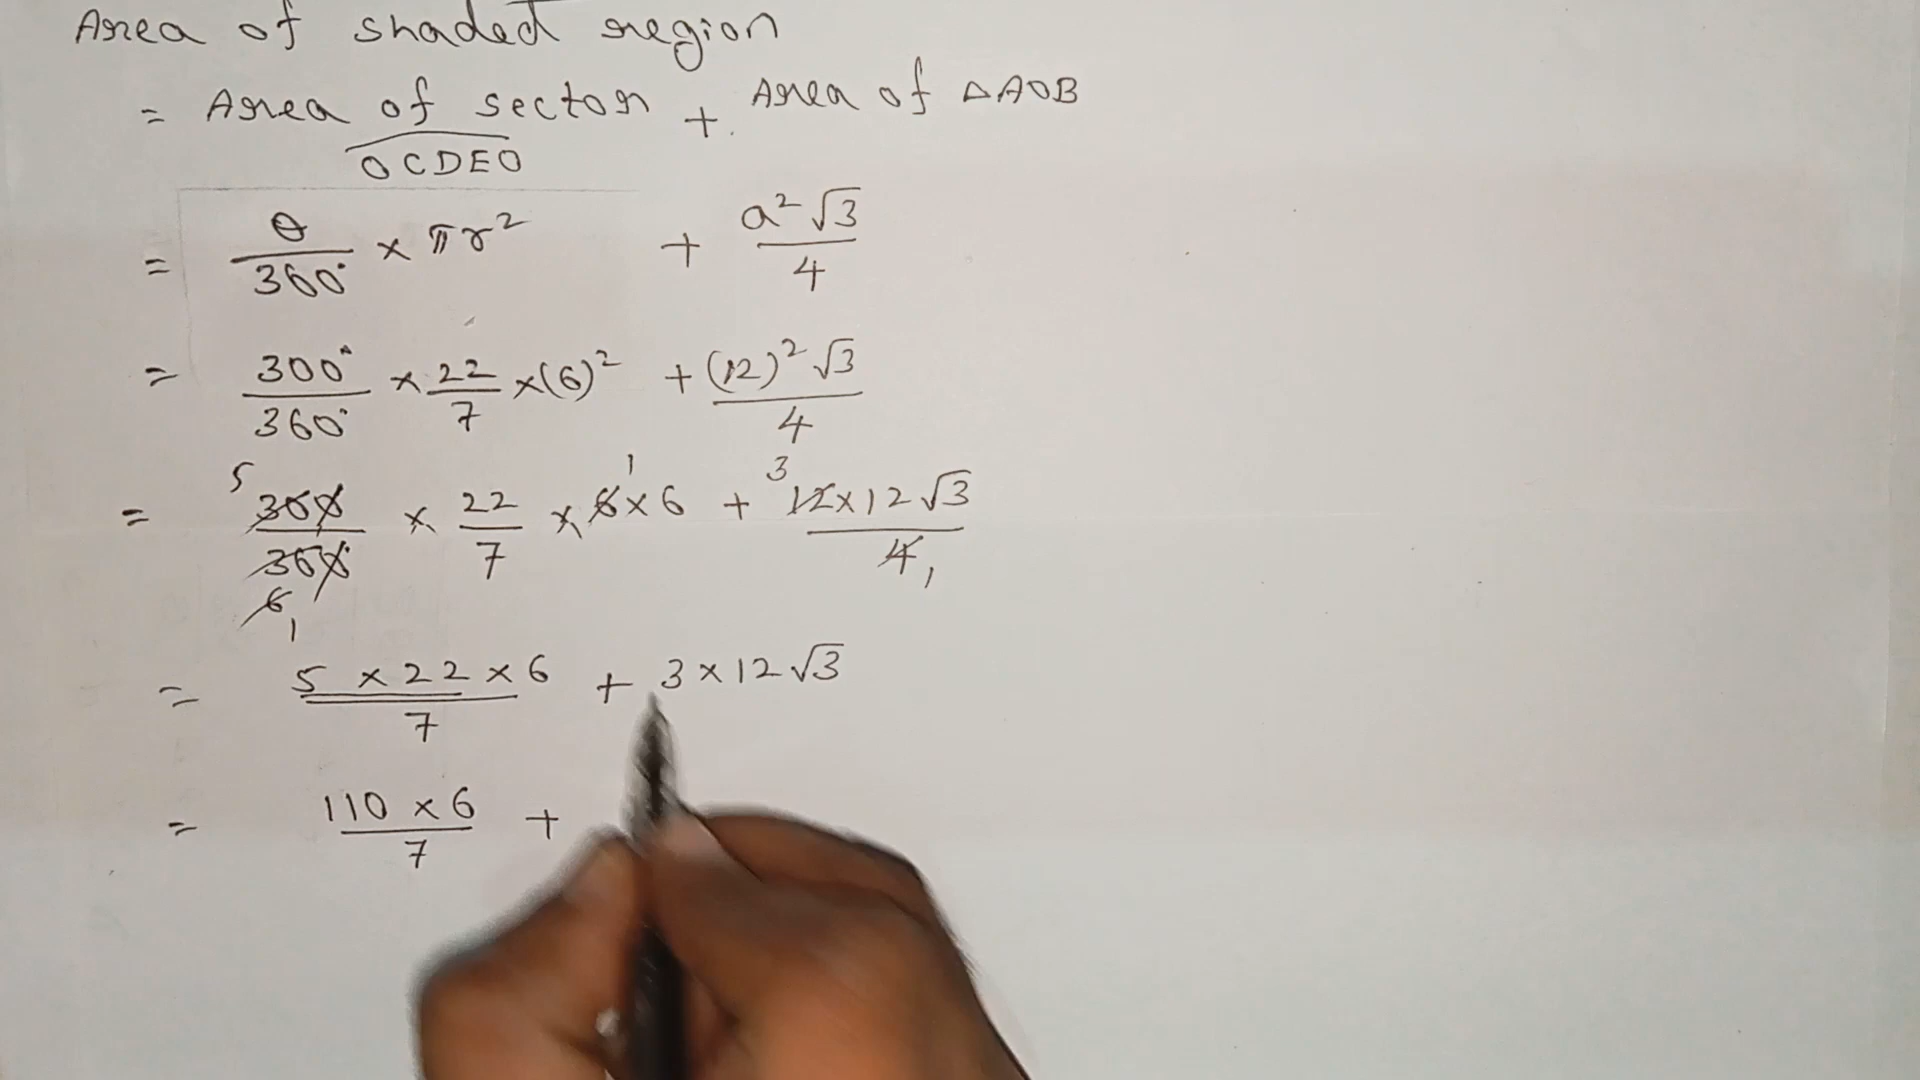 Area of shaded region
= Area of sector + Area of △AOB
OCDEO
= θ/360° × πr² + a²√3/4
= 300°/360° × 22/7 × (6)² + (12)²√3/4
5 1 3
= 300/360° × 22/7 × 6×6 + 12×12√3/4
6 1 1
= 5 × 22 × 6/7 + 3 × 12√3
= 110 × 6/7 +